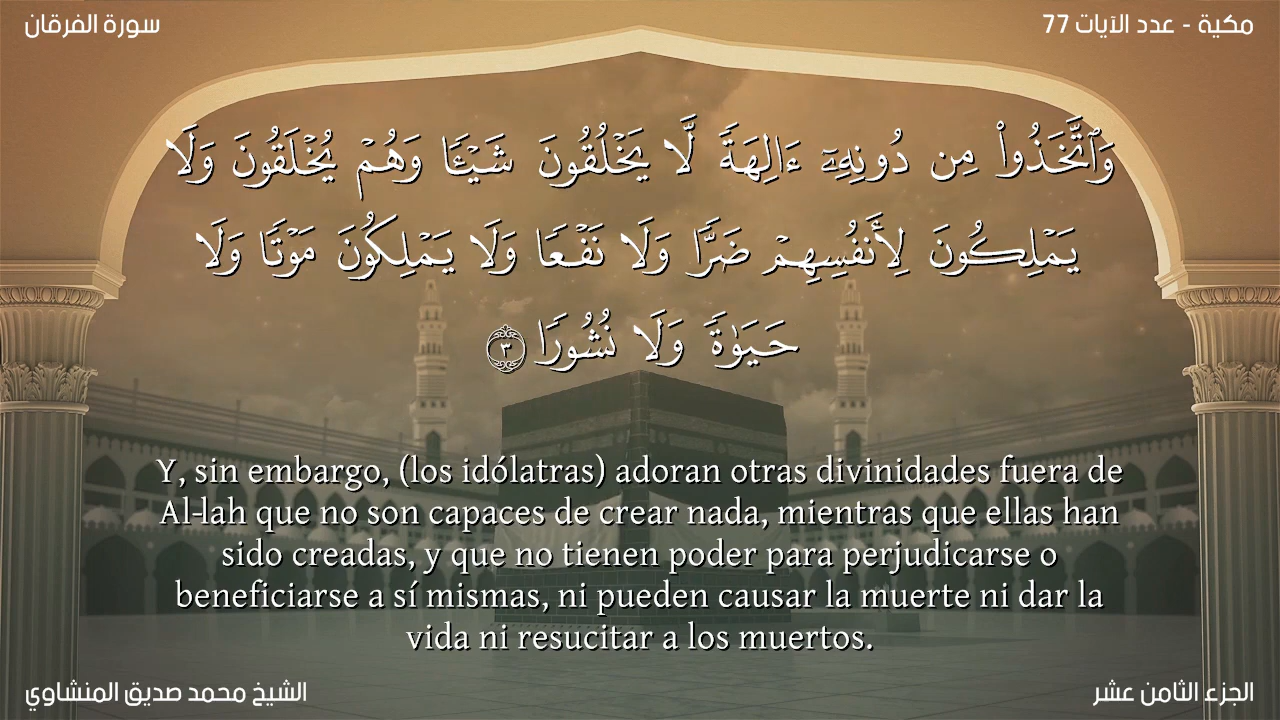 سورة الفرقان
مكية - عدد الآيات 77
وَٱتَّخَذُوا۟ مِن دُونِهِۦٓ ءَالِهَةً لَّا يَخْلُقُونَ شَيْـًٔا وَهُمْ يُخْلَقُونَ وَلَا
يَمْلِكُونَ لِأَنفُسِهِمْ ضَرًّا وَلَا نَفْعًا وَلَا يَمْلِكُونَ مَوْتًا وَلَا
حَيَوٰةً وَلَا نُشُورًا ٣
Y, sin embargo, (los idólatras) adoran otras divinidades fuera de
Al-lah que no son capaces de crear nada, mientras que ellas han
sido creadas, y que no tienen poder para perjudicarse o
beneficiarse a sí mismas, ni pueden causar la muerte ni dar la
vida ni resucitar a los muertos.
الشيخ محمد صديق المنشاوي
الجزء الثامن عشر